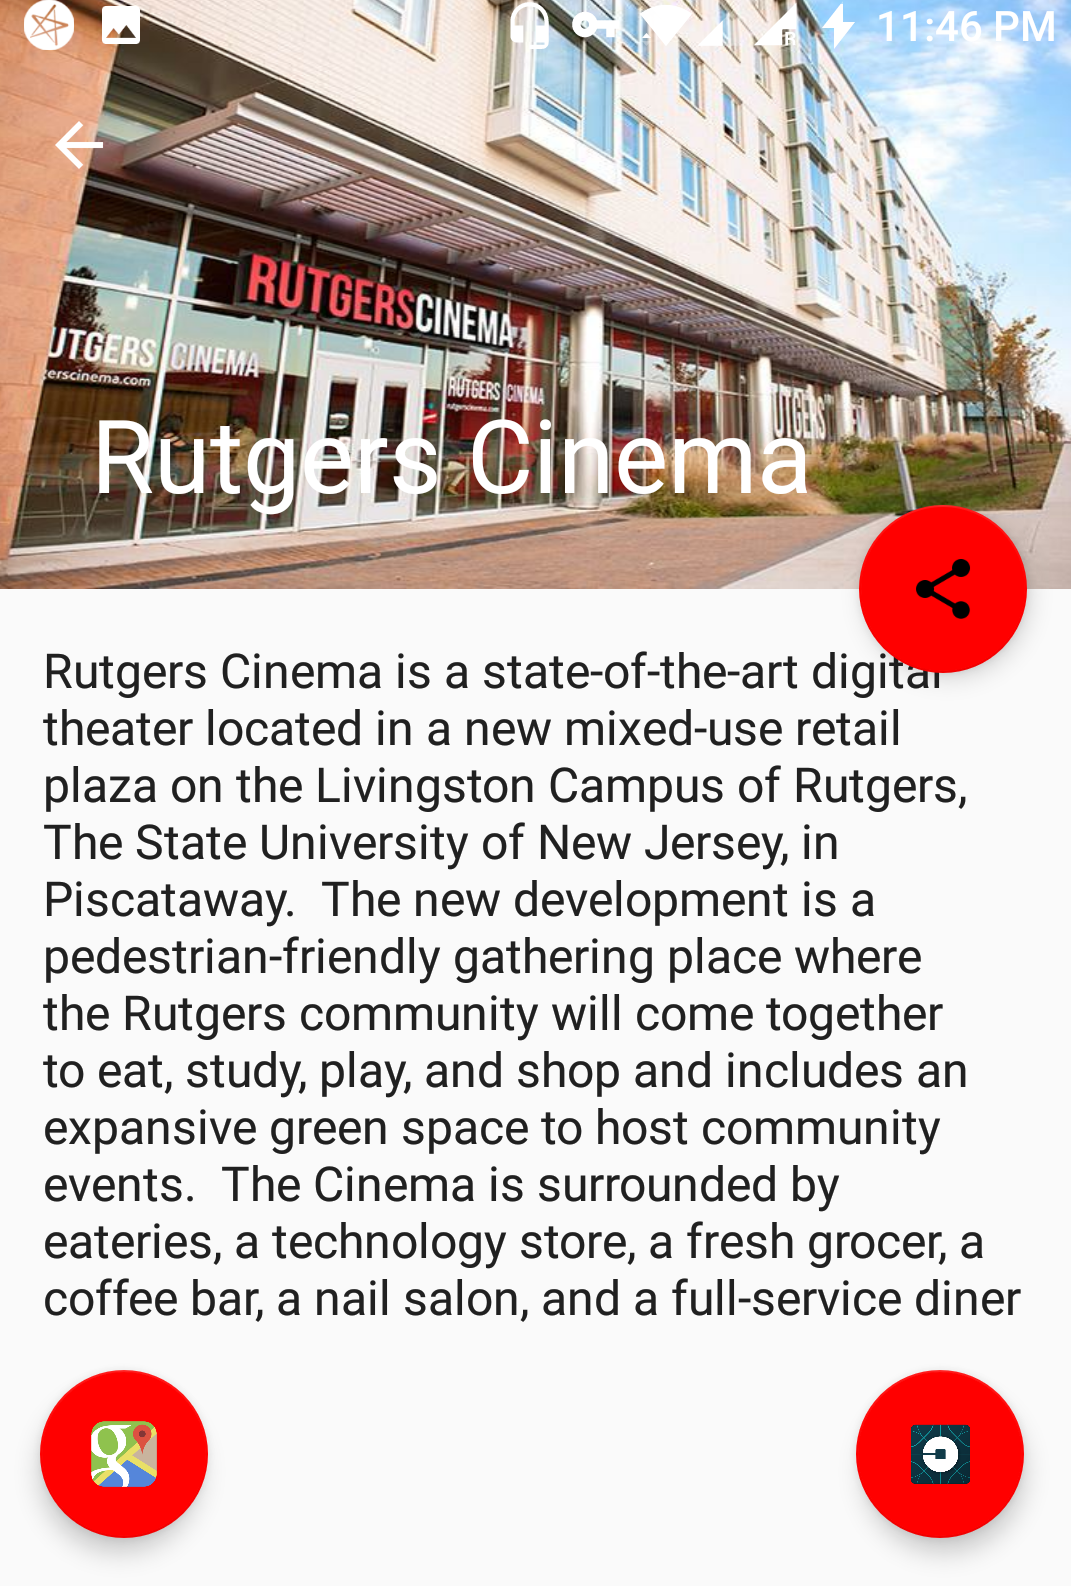 11:46 PM
RUTGERSCINEMA
UTGERS CINEMA
erscinema.com
RUTGERS CINEMA
rutgerscinema.com
UTGERS
Rutgers Cinema
Rutgers Cinema is a state-of-the-art digital
theater located in a new mixed-use retail
plaza on the Livingston Campus of Rutgers,
The State University of New Jersey, in
Piscataway.  The new development is a
pedestrian-friendly gathering place where
the Rutgers community will come together
to eat, study, play, and shop and includes an
expansive green space to host community
events.  The Cinema is surrounded by
eateries, a technology store, a fresh grocer, a
coffee bar, a nail salon, and a full-service diner